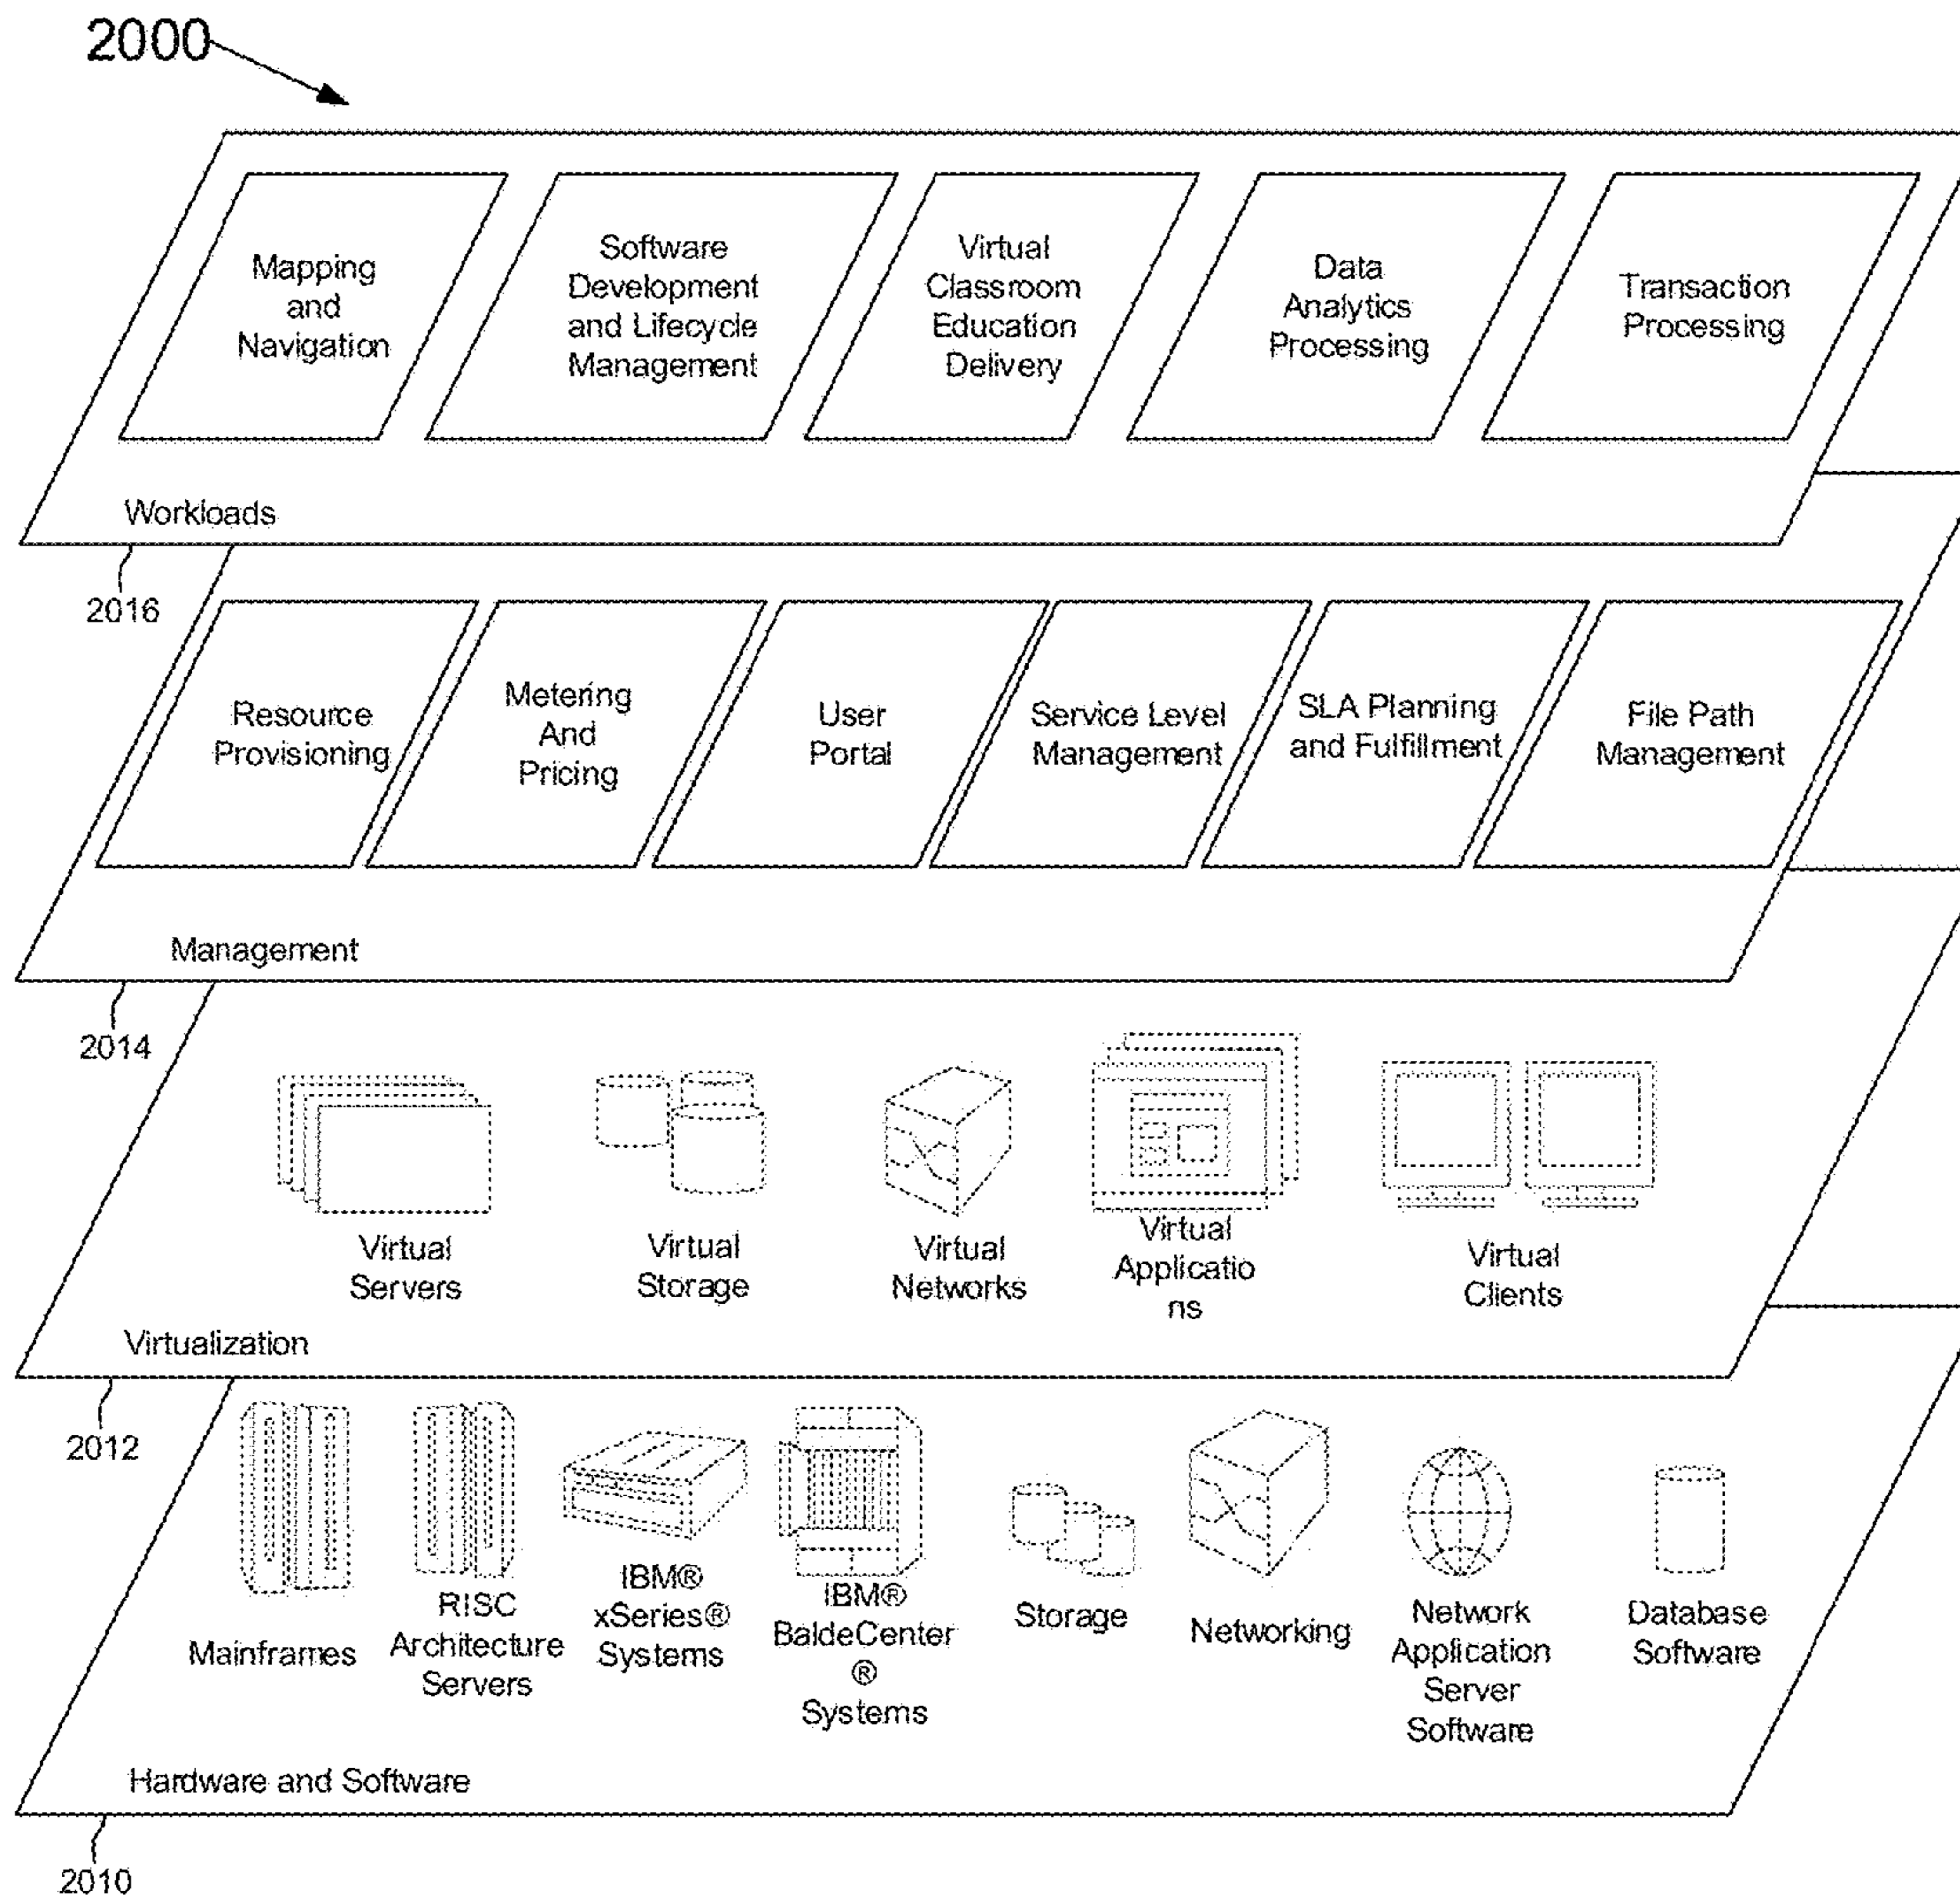 2000
Mapping
and
Navigation
Software
Development
and Lifecycle
Management
Virtual
Classroom
Education
Delivery
Data
Analytics
Processing
Transaction
Processing
Workloads
2016
Resource
Provisioning
Metering
And
Pricing
User
Portal
Service Level
Management
SLA Planning
and Fulfillment
File Path
Management
Management
2014
Virtual
Servers
Virtual
Storage
Virtual
Networks
Virtual
Applicatio
ns
Virtual
Clients
Virtualization
2012
Mainframes
RISC
Architecture
Servers
IBM®
xSeries®
Systems
IBM®
BaldeCenter
®
Systems
Storage
Networking
Network
Application
Server
Software
Database
Software
Hardware and Software
2010